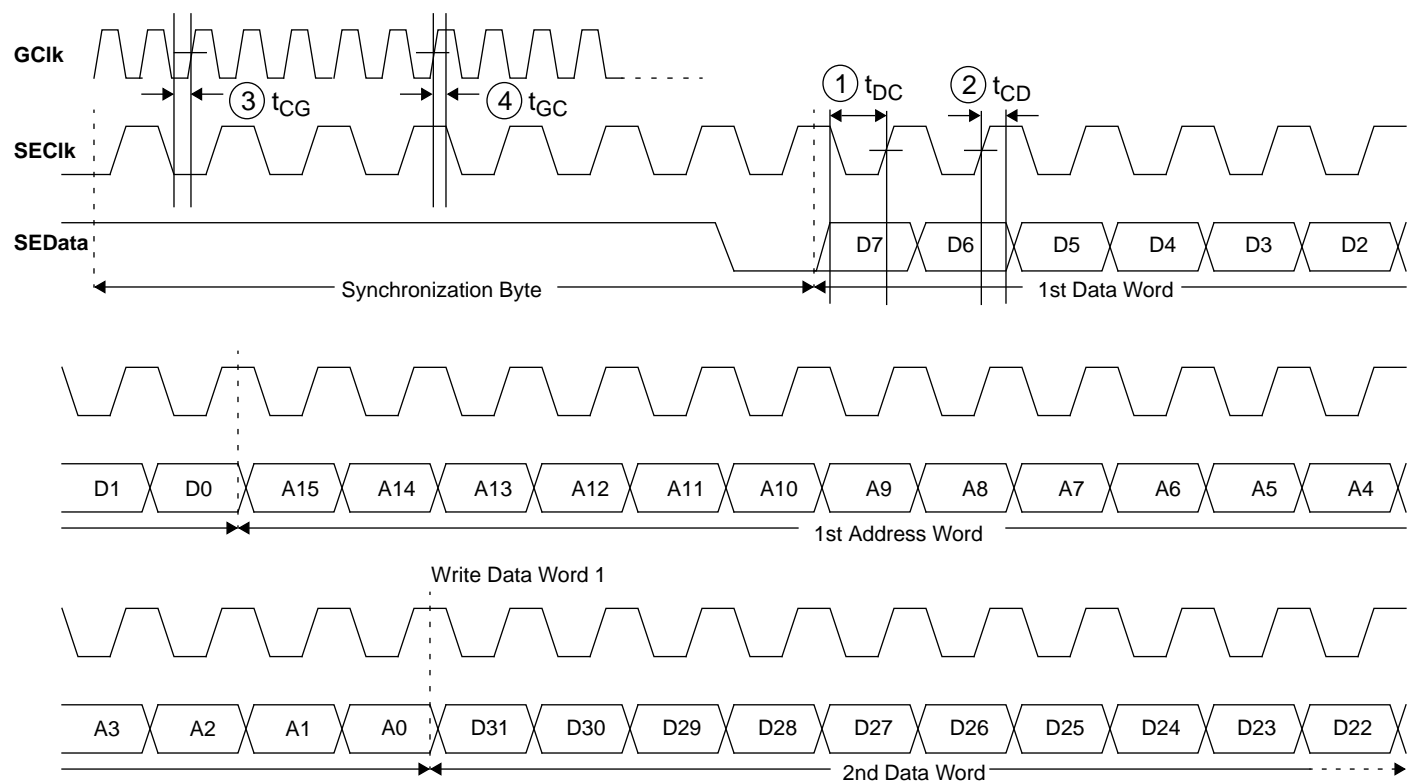 GClk
③ tCG
④ tGC
① tDC
② tCD
SEClk
SEData
D7 D6 D5 D4 D3 D2
Synchronization Byte
1st Data Word
D1 D0 A15 A14 A13 A12 A11 A10 A9 A8 A7 A6 A5 A4
1st Address Word
Write Data Word 1
A3 A2 A1 A0 D31 D30 D29 D28 D27 D26 D25 D24 D23 D22
2nd Data Word